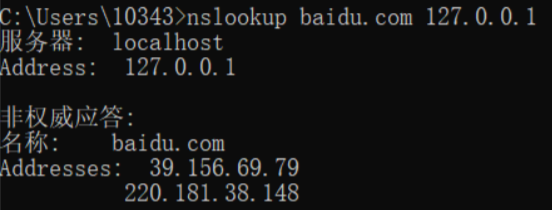 C:\Users\10343>nslookup baidu.com 127.0.0.1
服务器:  localhost
Address:  127.0.0.1

非权威应答:
名称:    baidu.com
Addresses:  39.156.69.79
          220.181.38.148